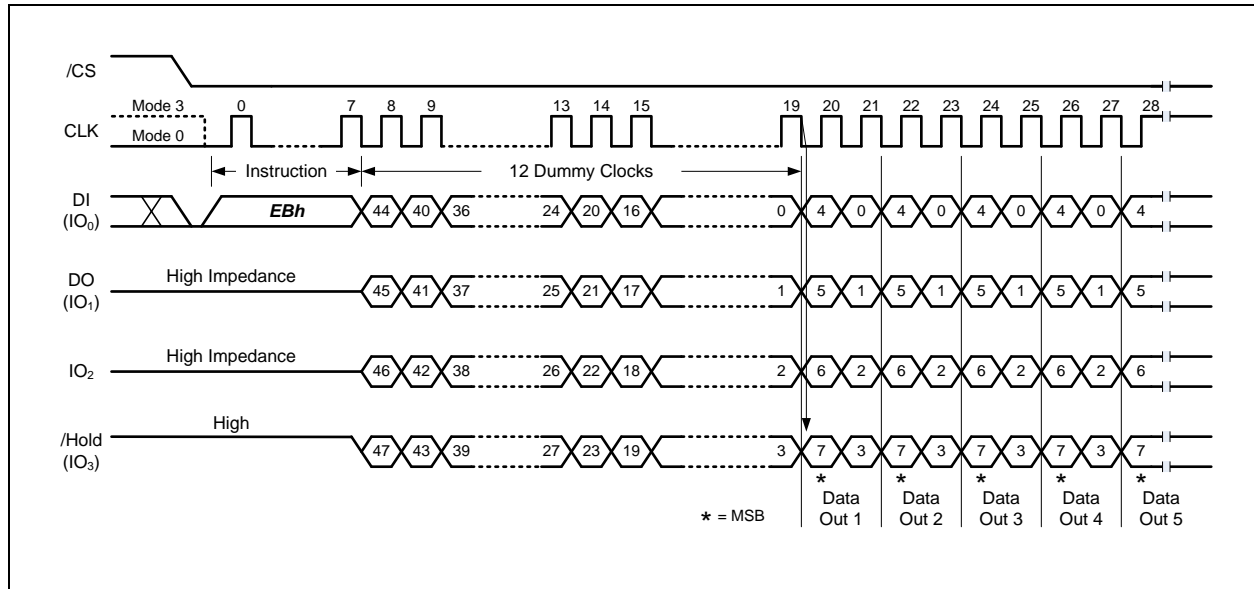 /CS
Mode 3 0 7 8 9 13 14 15 19 20 21 22 23 24 25 26 27 28
CLK
Mode 0
Instruction 12 Dummy Clocks
DI
(IO₀)
EBh 44 40 36 24 20 16 0 4 0 4 0 4 0 4 0 4
DO
(IO₁)
High Impedance 45 41 37 25 21 17 1 5 1 5 1 5 1 5 1 5
IO₂
High Impedance 46 42 38 26 22 18 2 6 2 6 2 6 2 6 2 6
/Hold
(IO₃)
High 47 43 39 27 23 19 3 7 3 7 3 7 3 7 3 7
* * * * *
* = MSB
Data Out 1
Data Out 2
Data Out 3
Data Out 4
Data Out 5